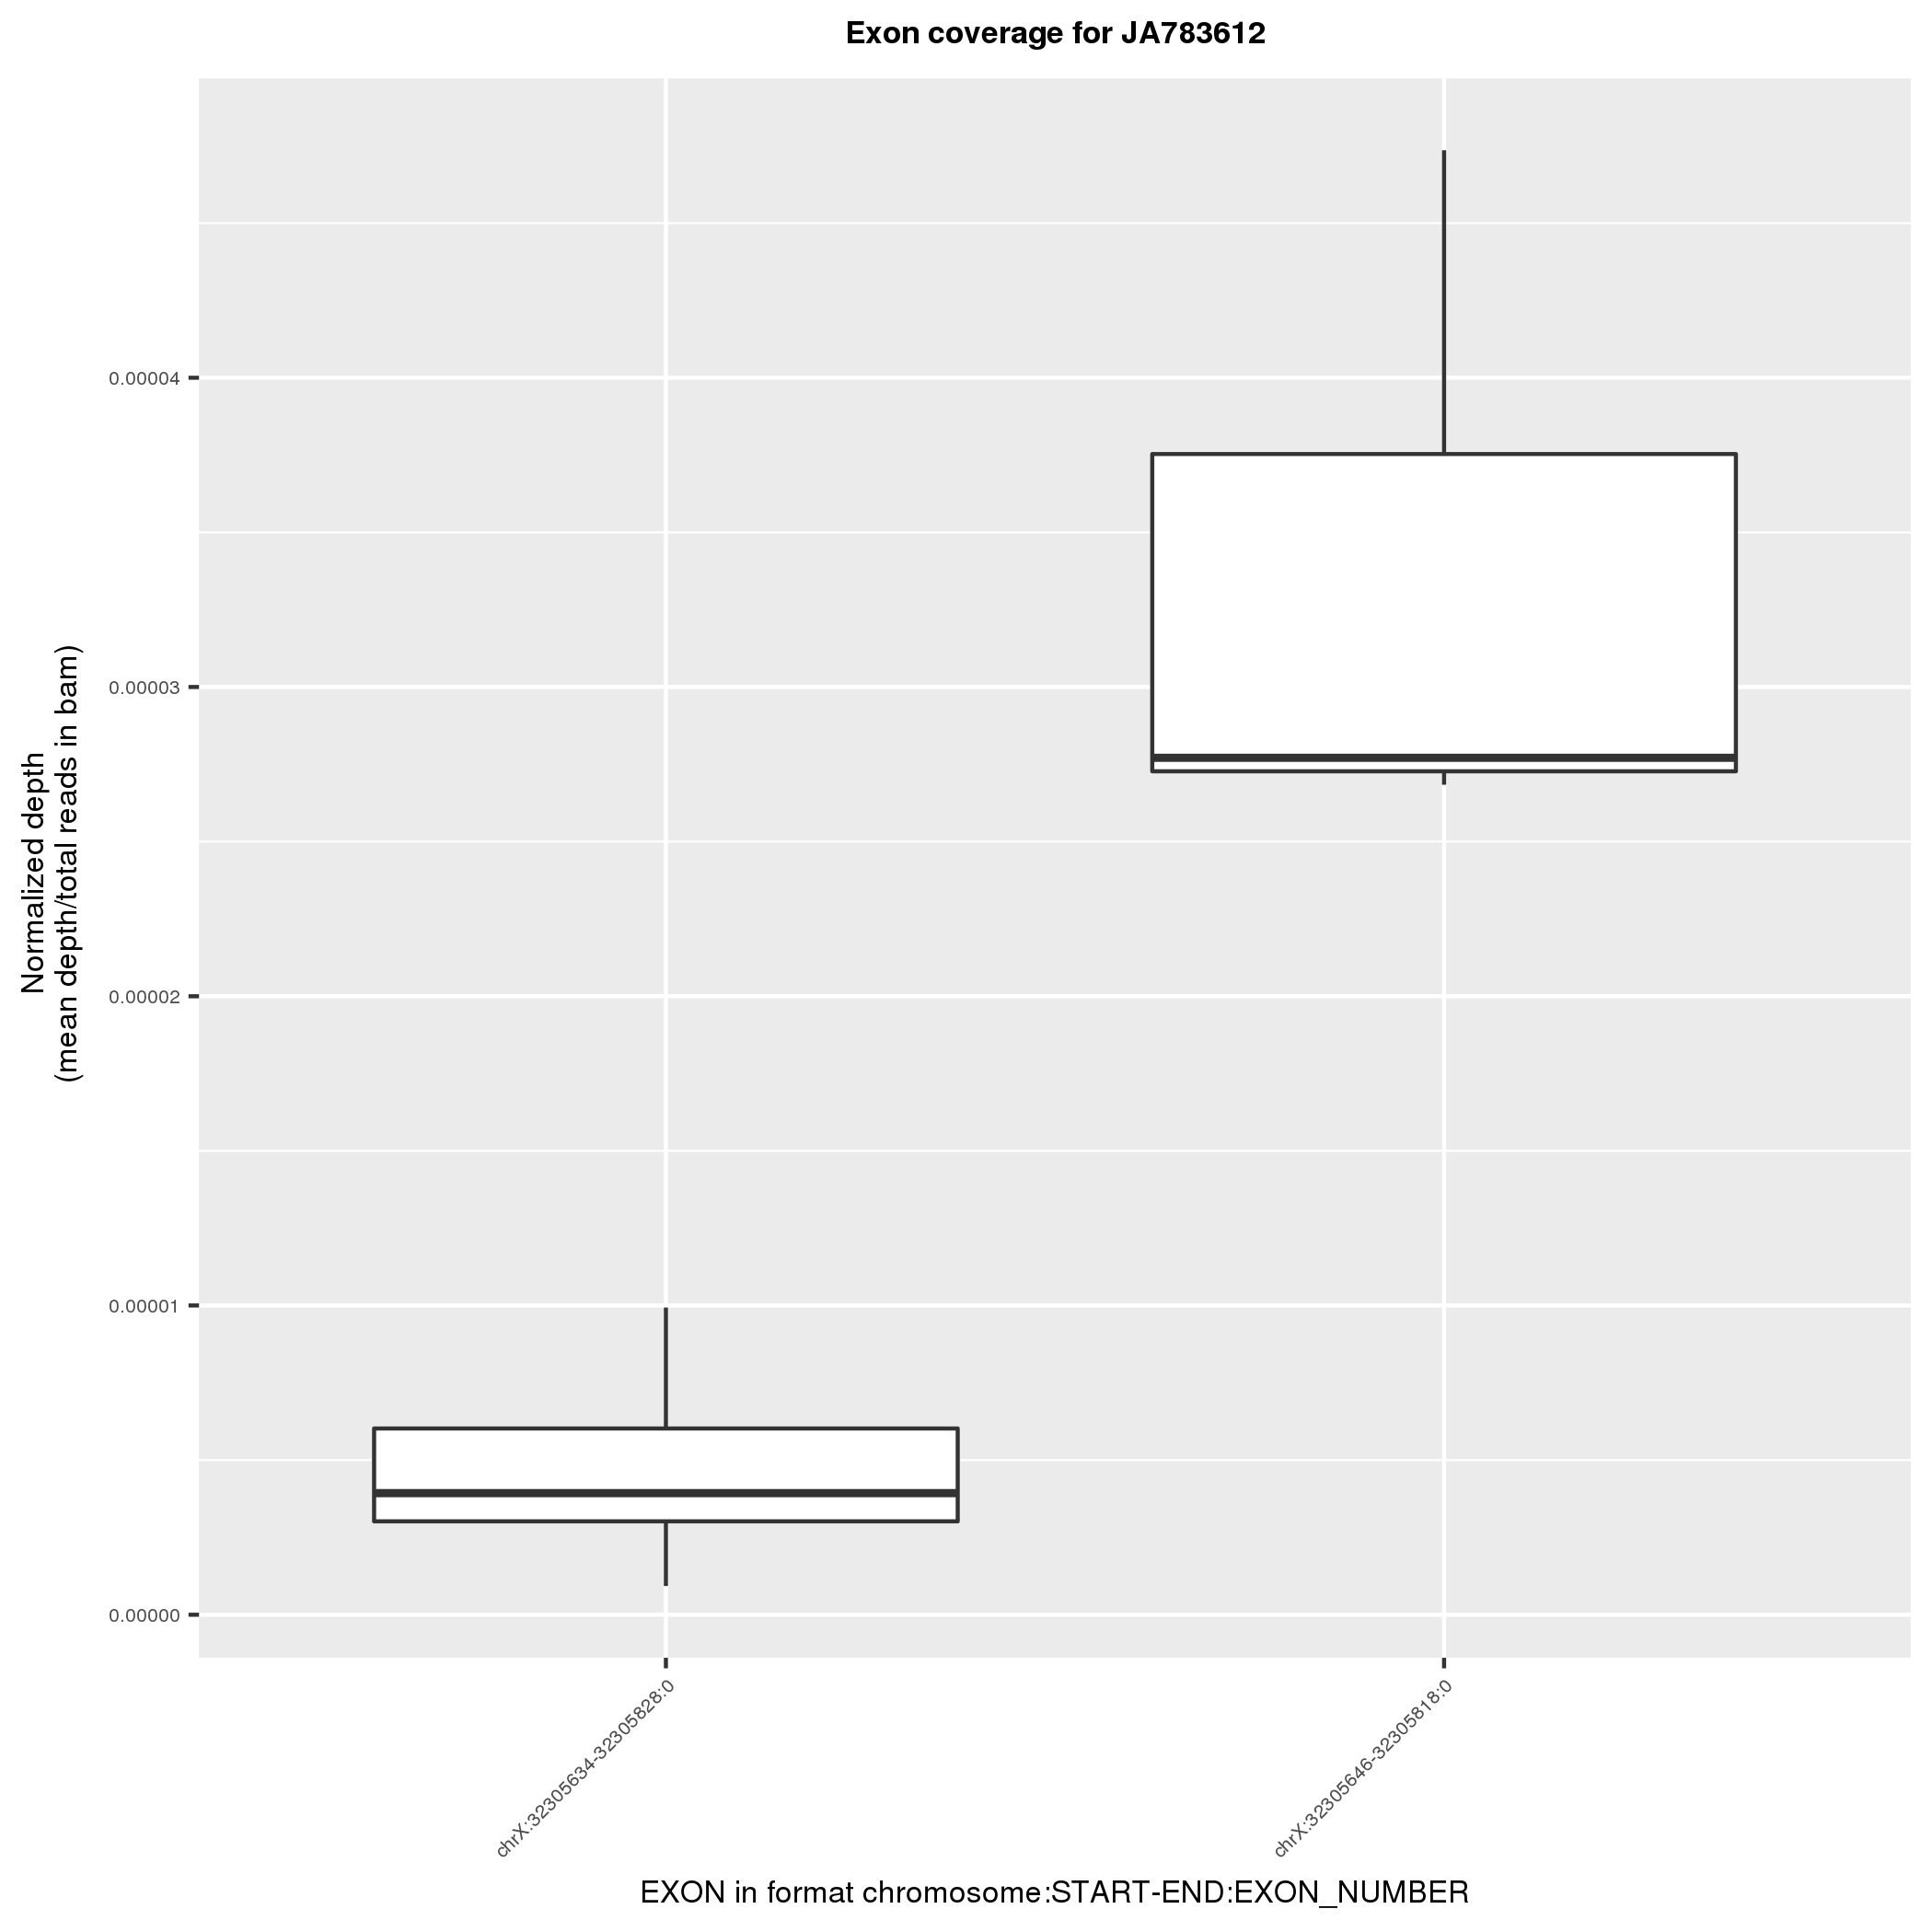 Exon coverage for JA783612
Normalized depth
(mean depth/total reads in bam)
0.00004
0.00003
0.00002
0.00001
0.00000
chrX:32305634-32305828:0
chrX:32305646-32305818:0
EXON in format chromosome:START-END:EXON_NUMBER